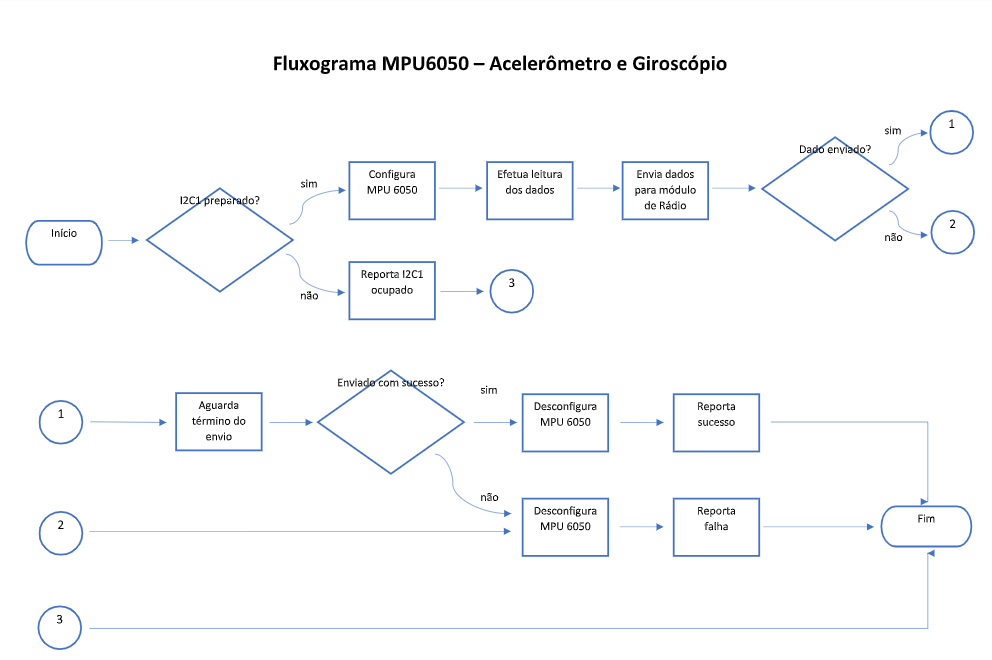 Fluxograma MPU6050 – Acelerômetro e Giroscópio
Início
I2C1 preparado?
sim
não
Configura
MPU 6050
Efetua leitura
dos dados
Envia dados
para módulo
de Rádio
Dado enviado?
sim
1
não
2
Reporta I2C1
ocupado
3
1
Aguarda
término do
envio
Enviado com sucesso?
sim
Desconfigura
MPU 6050
Reporta
sucesso
não
2
Desconfigura
MPU 6050
Reporta
falha
Fim
3